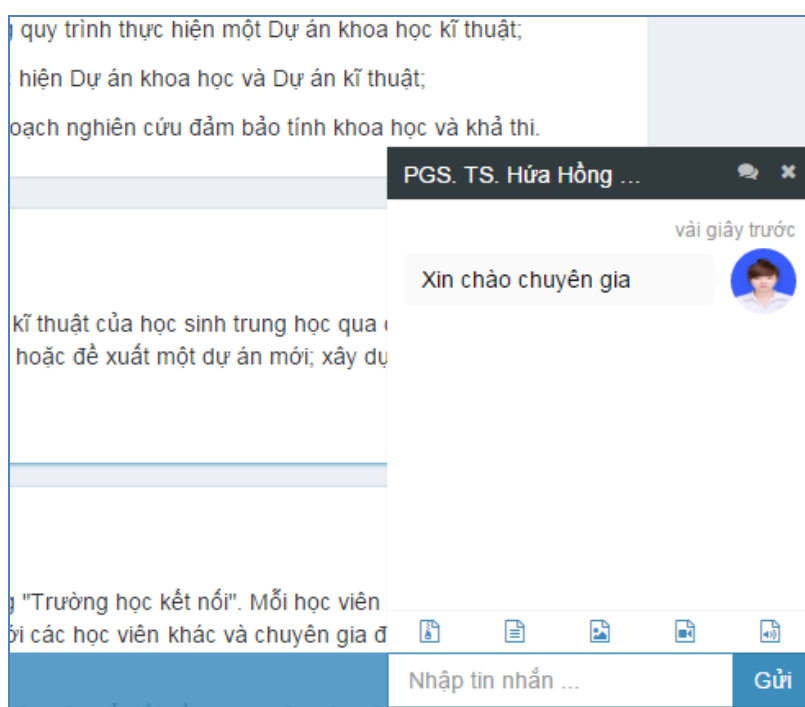 quy trình thực hiện một Dự án khoa học kĩ thuật;
hiện Dự án khoa học và Dự án kĩ thuật;
oạch nghiên cứu đảm bảo tính khoa học và khả thi.
PGS. TS. Hứa Hồng ...
vài giây trước
Xin chào chuyên gia
kĩ thuật của học sinh trung học qua
hoặc đề xuất một dự án mới; xây dự
"Trường học kết nối". Mỗi học viên
ới các học viên khác và chuyên gia đ
Nhập tin nhắn ...
Gửi